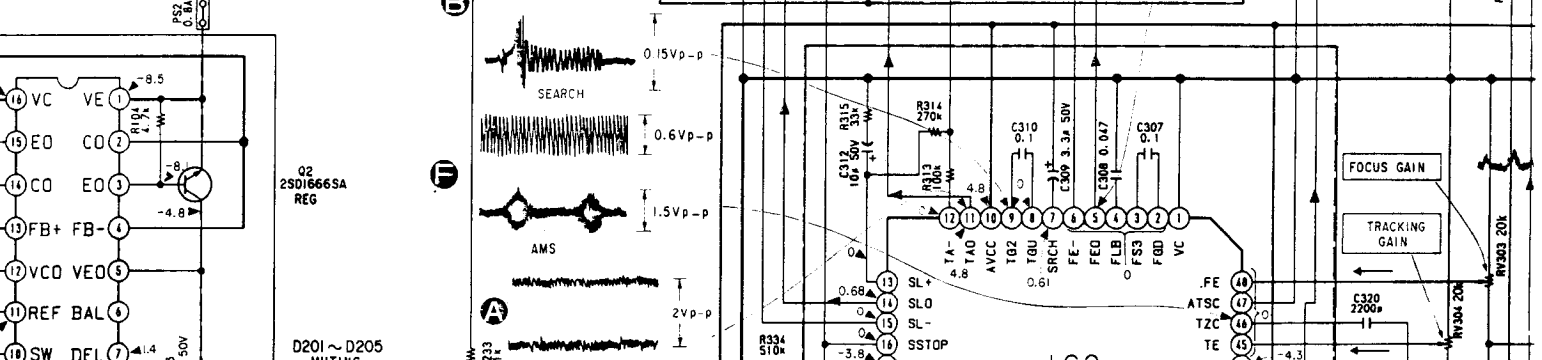 PS2
0.8A
16 VC VE 1
-8.5
R104
4.7k
15 EO CO 2
-8.1
14 CO EO 3
-4.8
13 FB+ FB- 4
12 VCO VEO 5
11 REF BAL 6
10 SW DEL 7
1.4
50V
Q2
2SD1666SA
REG
D201~D205
MUTING
B
0.15Vp-p
SEARCH
0.6Vp-p
F
1.5Vp-p
AMS
A
2Vp-p
R315
33k
C312
10μ 50V
R314
270k
R313
100k
C310
0.1
C309 3.3μ 50V
C308 0.047
C307
0.1
4.8
0
0
12 11 10 9 8 7 6 5 4 3 2 1
TA- TAO AVCC TG2 TGU SRCH FE- FEO FLB FS3 FGD VC
4.8
0.61
0
0
13 SL+
0.68
14 SLO
0
15 SL-
0
16 SSTOP
-3.8
R334
510k
FE 48
ATSC 47
TZC 46
0
TE 45
-4.3
C320
2200p
FOCUS GAIN
TRACKING
GAIN
RV303 20k
RV304 20k